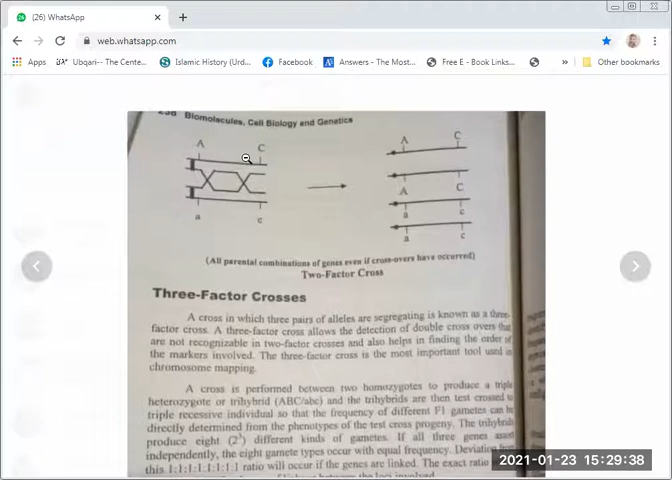 (26) WhatsApp
web.whatsapp.com
Apps
Ubqari-- The Cente...
Islamic History (Urd...
Facebook
Answers - The Most...
Free E - Book Links...
»
Other bookmarks
Biomolecules, Cell Biology and Genetics
A C
a c
A C
A C
a c
a c
(All parental combinations of genes even if cross-overs have occurred)
Two-Factor Cross
Three-Factor Crosses
A cross in which three pairs of alleles are segregating is known as a three-
factor cross. A three-factor cross allows the detection of double cross overs that
are not recognizable in two-factor crosses and also helps in finding the order of
the markers involved. The three-factor cross is the most important tool used in
chromosome mapping.
A cross is performed between two homozygotes to produce a triple
heterozygote or trihybrid (ABC/abc) and the trihybrids are then test crossed to
triple recessive individual so that the frequency of different F1 gametes can be
directly determined from the phenotypes of the test cross progeny. The trihybrids
produce eight (2³) different kinds of gametes. If all three genes assort
independently, the eight gamete types occur with equal frequency. Deviation from
this 1:1:1:1:1:1:1:1 ratio will occur if the genes are linked. The exact ratio
2021-01-23 15:29:38